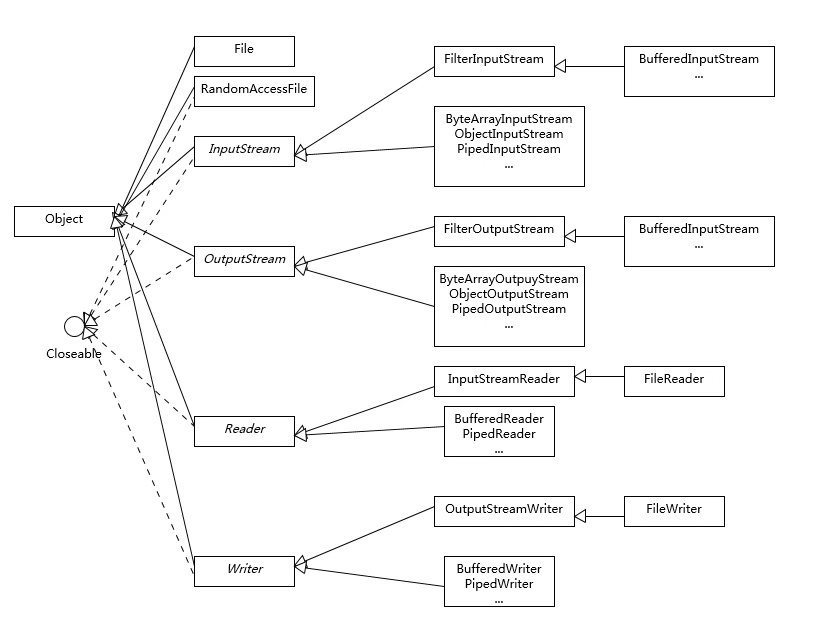 File
RandomAccessFile
InputStream
FilterInputStream
BufferedInputStream
...
ByteArrayInputStream
ObjectInputStream
PipedInputStream
...
Object
OutputStream
FilterOutputStream
BufferedInputStream
...
ByteArrayOutpuyStream
ObjectOutputStream
PipedOutputStream
...
Closeable
InputStreamReader
FileReader
Reader
BufferedReader
PipedReader
...
OutputStreamWriter
FileWriter
Writer
BufferedWriter
PipedWriter
...